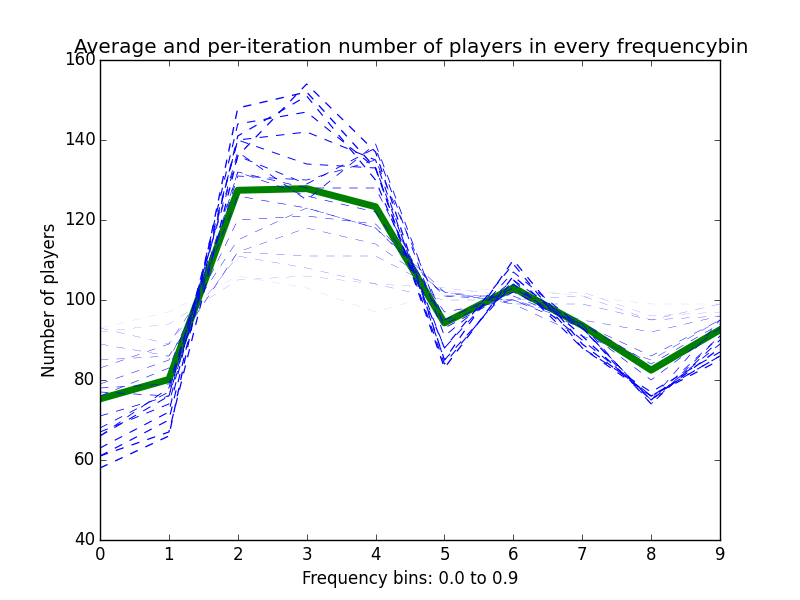 Average and per-iteration number of players in every frequencybin
160
140
120
100
80
60
40
Number of players
0 1 2 3 4 5 6 7 8 9
Frequency bins: 0.0 to 0.9